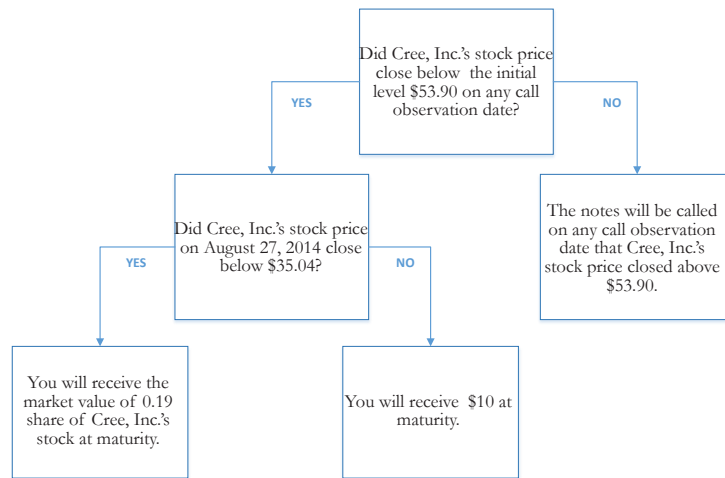 Did Cree, Inc.'s stock price
close below the initial
level $53.90 on any call
observation date?
YES
NO
Did Cree, Inc.'s stock price
on August 27, 2014 close
below $35.04?
The notes will be called
on any call observation
date that Cree, Inc.'s
stock price closed above
$53.90.
YES
NO
You will receive the
market value of 0.19
share of Cree, Inc.'s
stock at maturity.
You will receive $10 at
maturity.